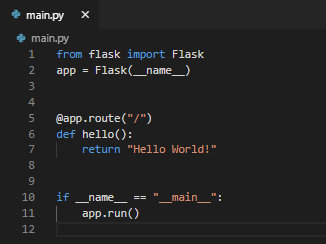 main.py
main.py
1 from flask import Flask
2 app = Flask(__name__)
3
4
5 @app.route("/")
6 def hello():
7     return "Hello World!"
8
9
10 if __name__ == "__main__":
11     app.run()
12